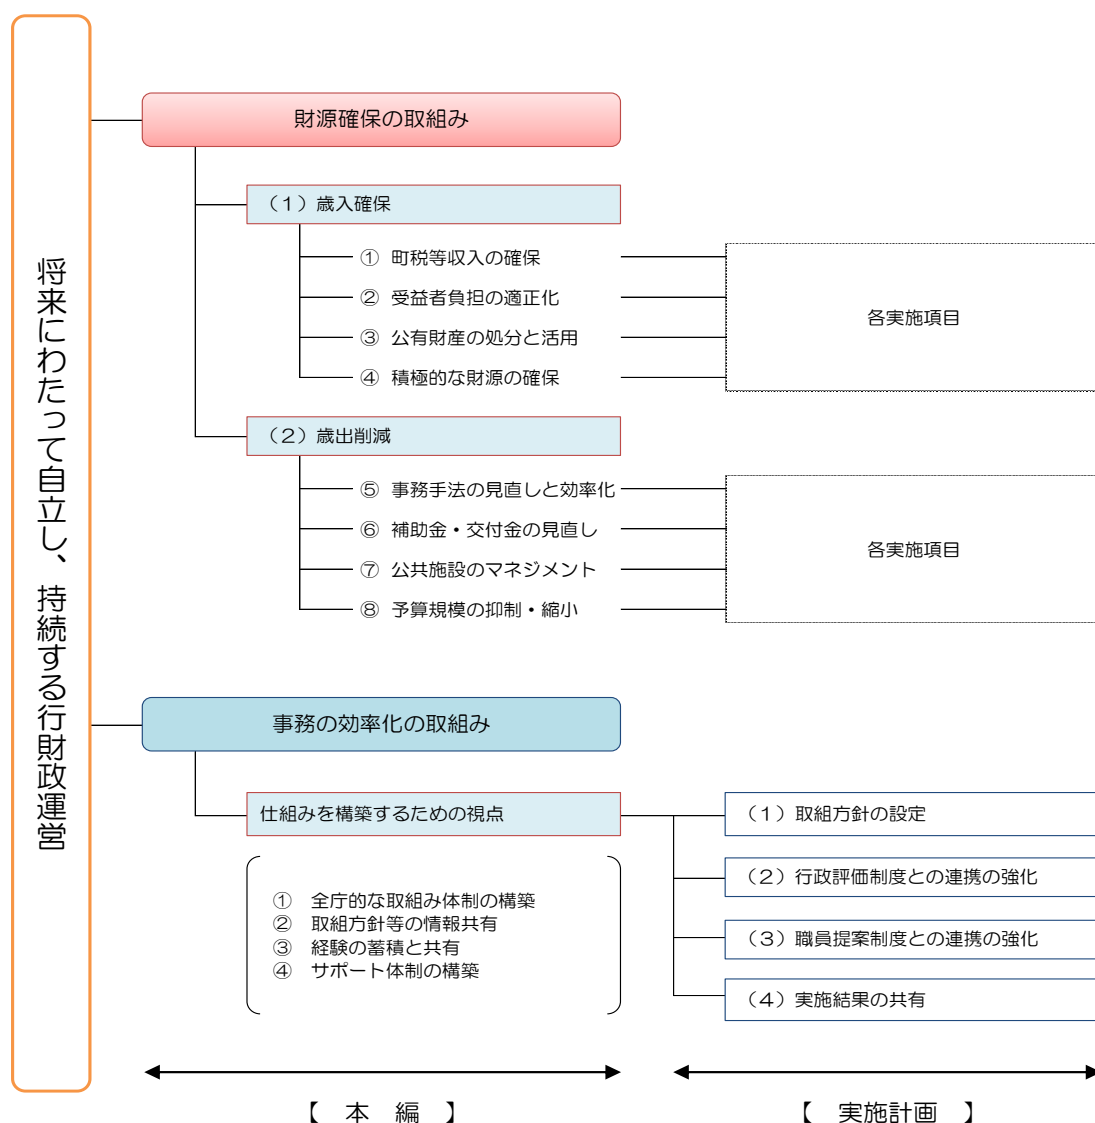 将来にわたって自立し、持続する行財政運営
財源確保の取組み
（１）歳入確保
① 町税等収入の確保
② 受益者負担の適正化
③ 公有財産の処分と活用
④ 積極的な財源の確保
各実施項目
（２）歳出削減
⑤ 事務手法の見直しと効率化
⑥ 補助金・交付金の見直し
⑦ 公共施設のマネジメント
⑧ 予算規模の抑制・縮小
各実施項目
事務の効率化の取組み
仕組みを構築するための視点
① 全庁的な取組み体制の構築
② 取組方針等の情報共有
③ 経験の蓄積と共有
④ サポート体制の構築
（１）取組方針の設定
（２）行政評価制度との連携の強化
（３）職員提案制度との連携の強化
（４）実施結果の共有
【 本 編 】
【 実施計画 】